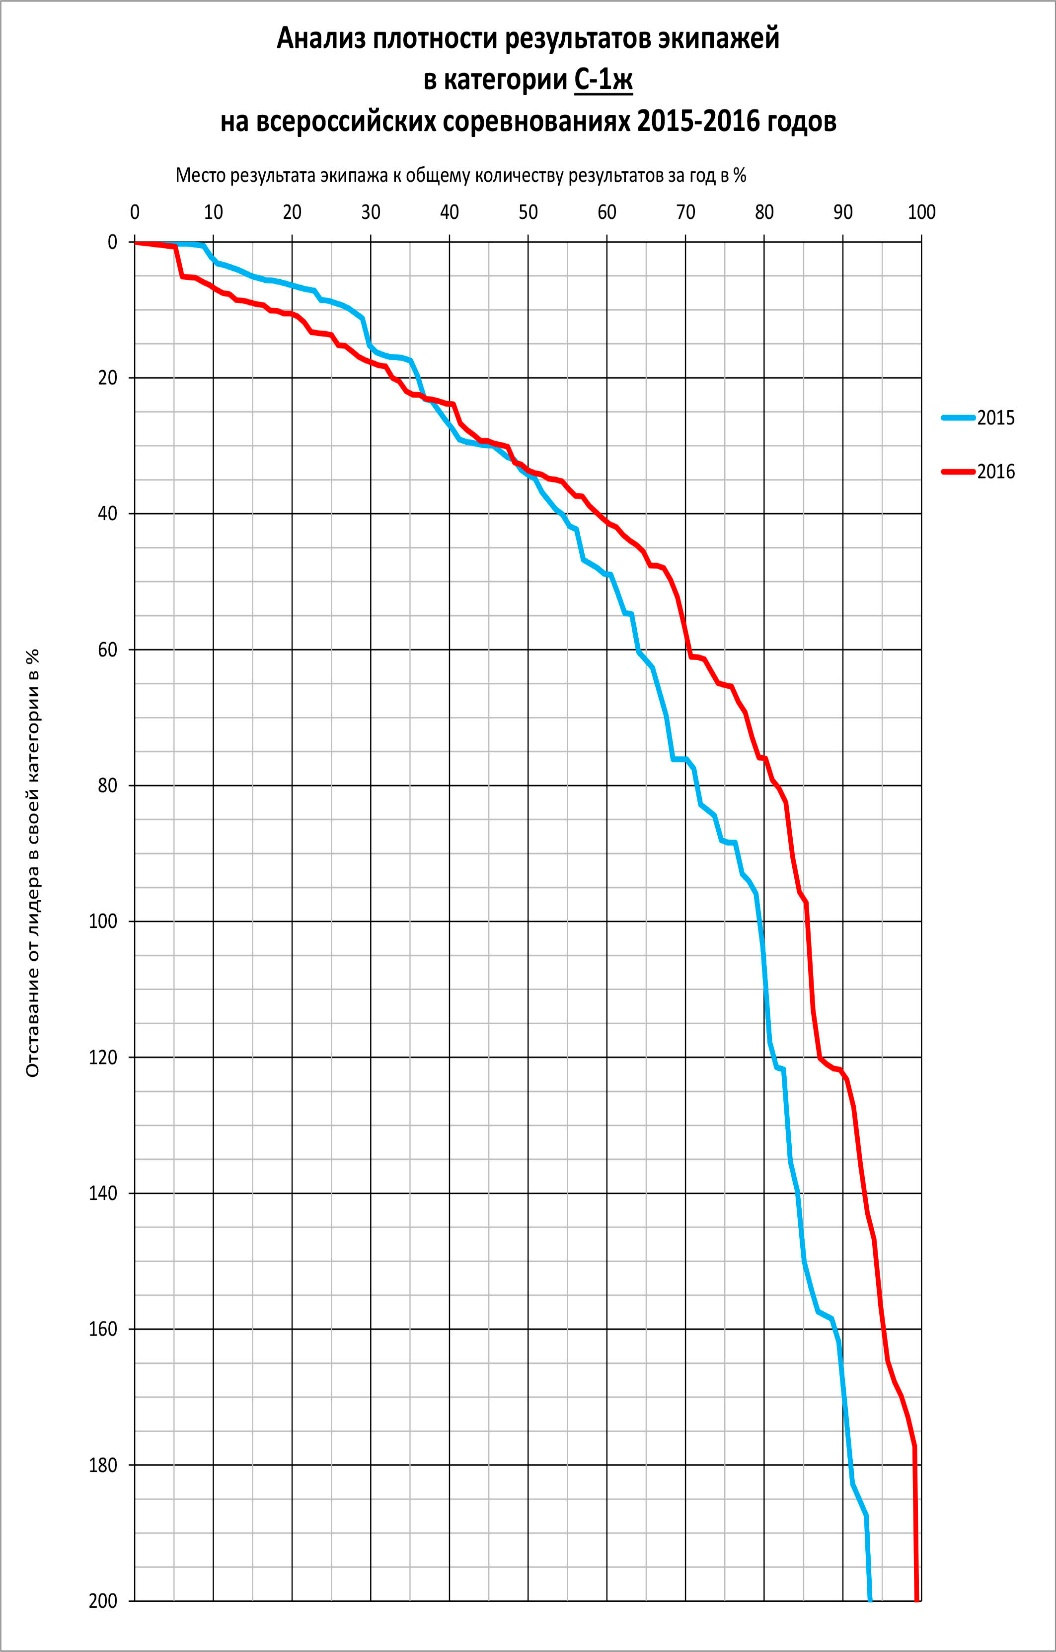 Анализ плотности результатов экипажей
в категории С-1ж
на всероссийских соревнованиях 2015-2016 годов
Место результата экипажа к общему количеству результатов за год в %
0 10 20 30 40 50 60 70 80 90 100
0
20
40
60
80
100
120
140
160
180
200
Отставание от лидера в своей категории в %
2015
2016